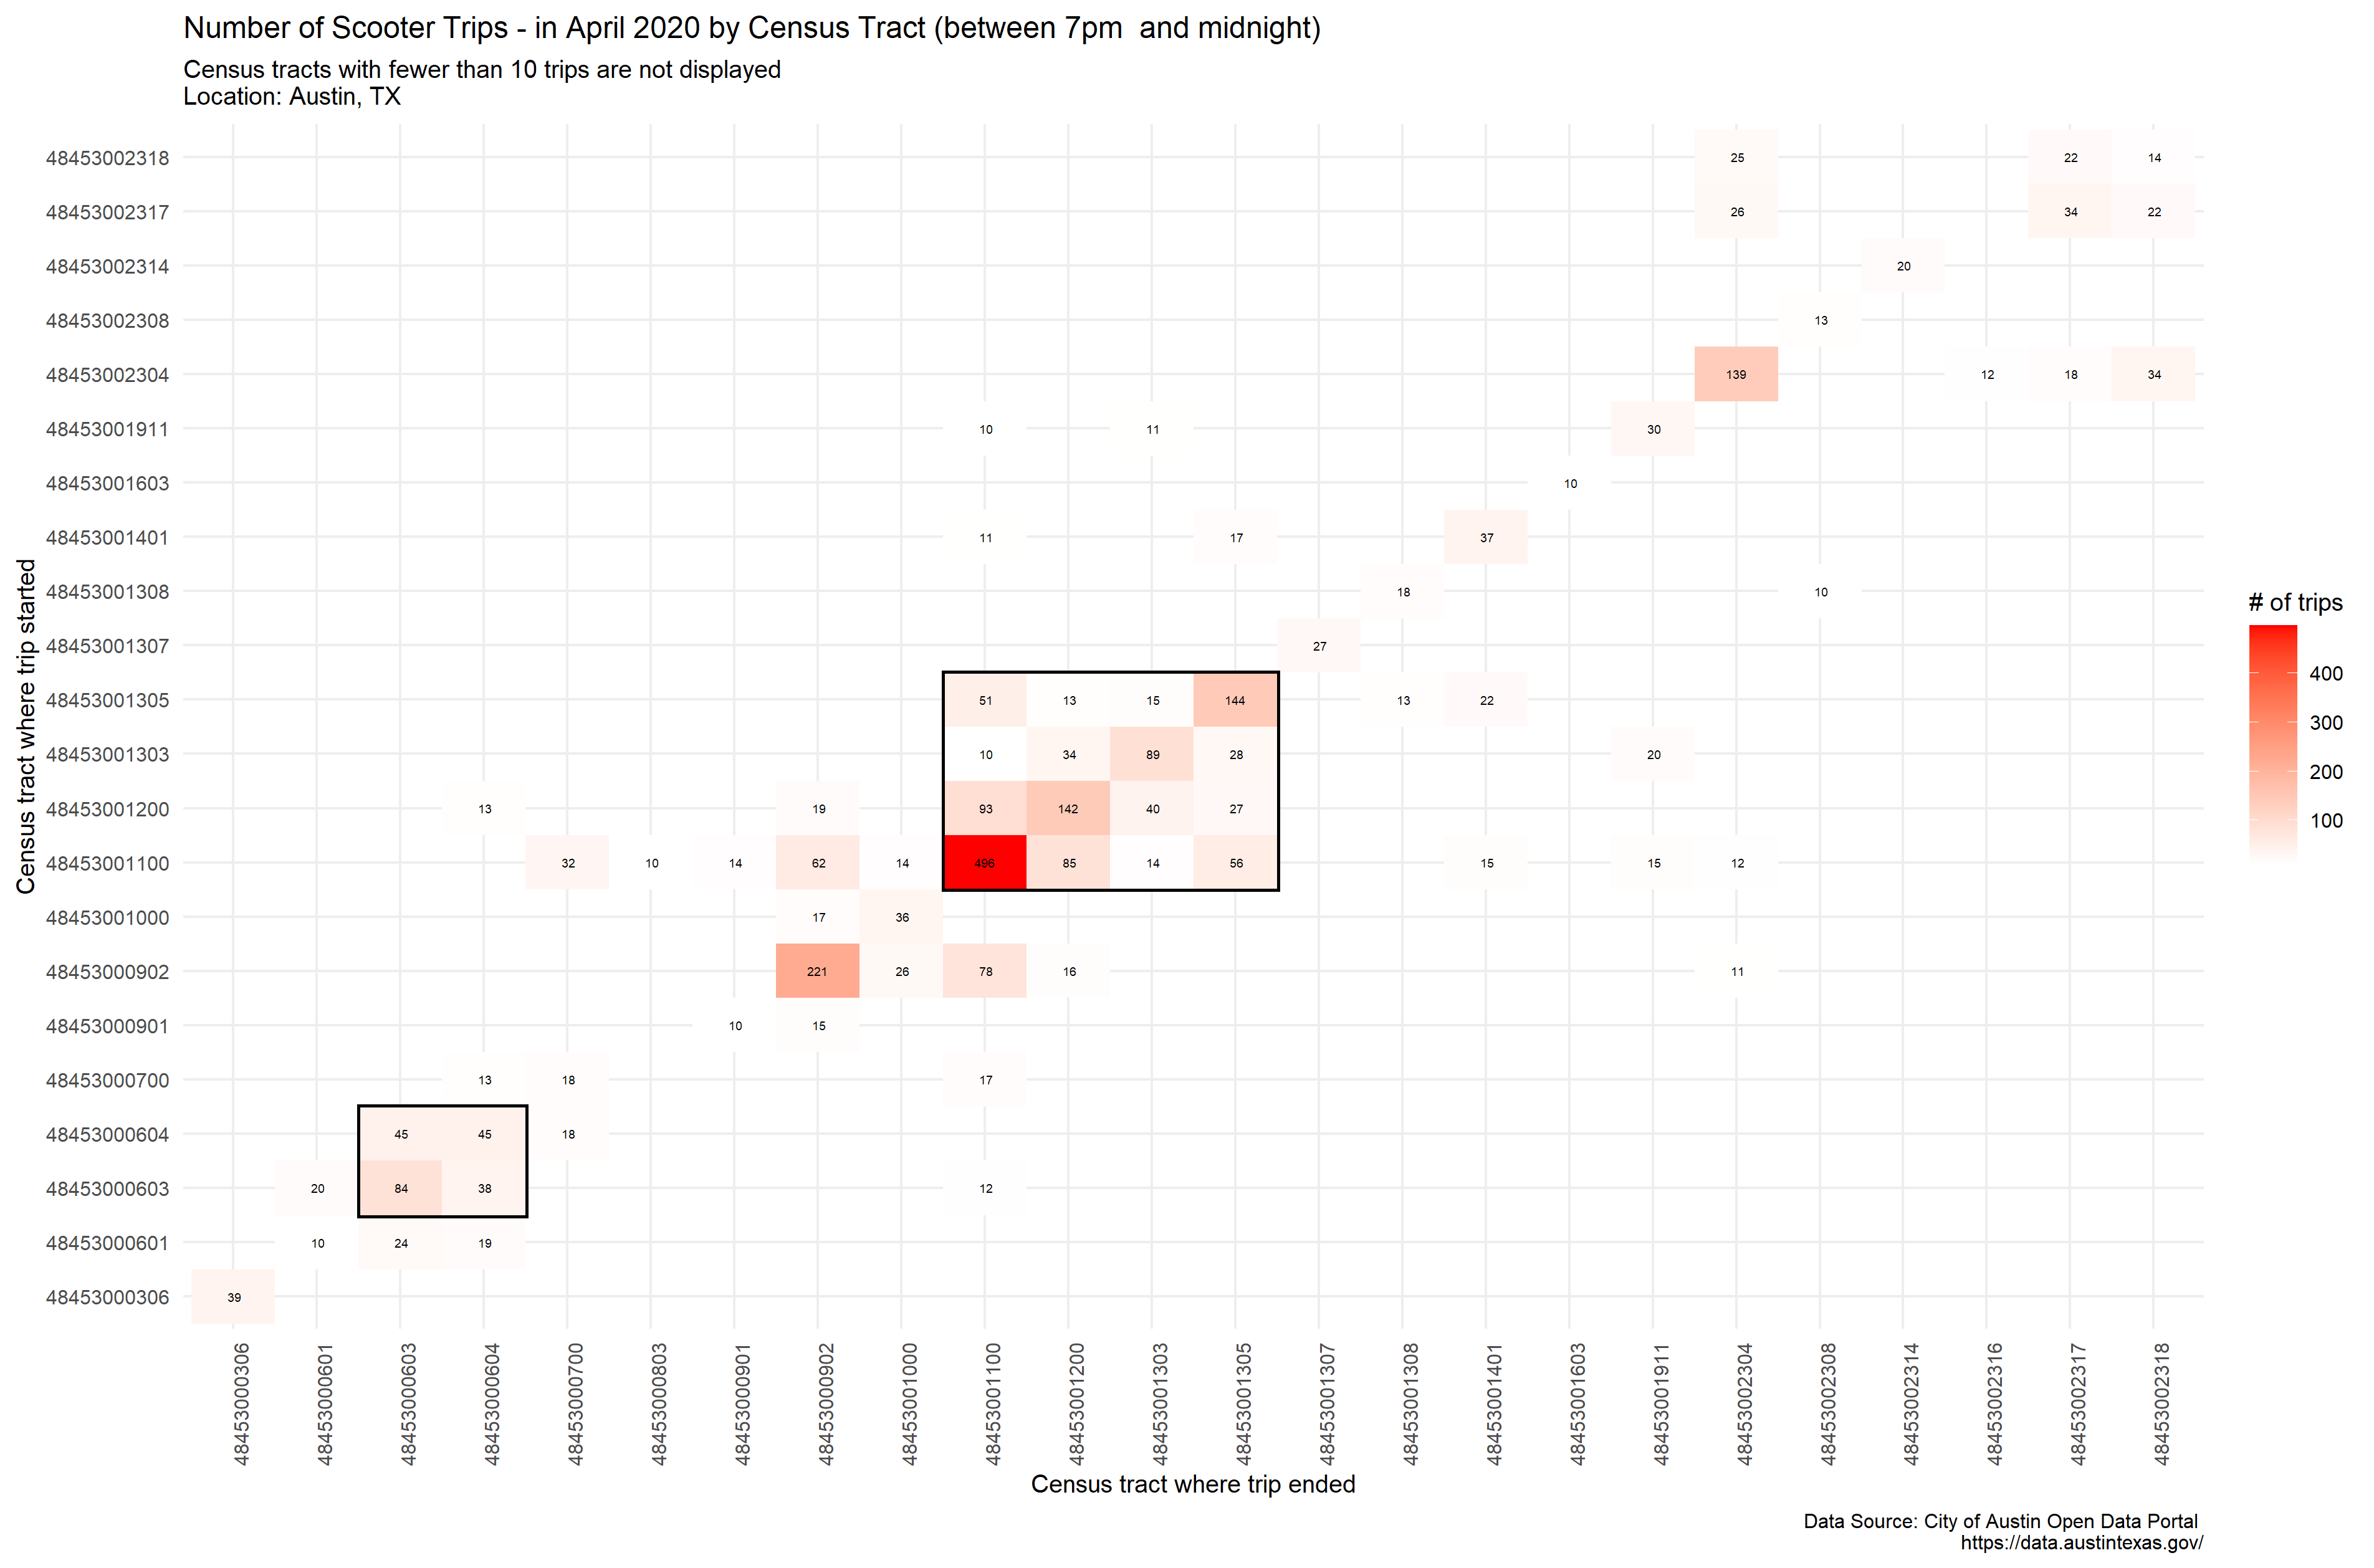 Number of Scooter Trips - in April 2020 by Census Tract (between 7pm  and midnight)
Census tracts with fewer than 10 trips are not displayed
Location: Austin, TX
Census tract where trip started
48453002318 25 22 14
48453002317 26 34 22
48453002314 20
48453002308 13
48453002304 139 12 18 34
48453001911 10 11 30
48453001603 10
48453001401 11 17 37
48453001308 18 10
48453001307 27
48453001305 51 13 15 144 13 22
48453001303 10 34 89 28 20
48453001200 13 19 93 142 40 27
48453001100 32 10 14 62 14 496 85 14 56 15 15 12
48453001000 17 36
48453000902 221 26 78 16 11
48453000901 10 15
48453000700 13 18 17
48453000604 45 45 18
48453000603 20 84 38 12
48453000601 10 24 19
48453000306 39
48453000306
48453000601
48453000603
48453000604
48453000700
48453000803
48453000901
48453000902
48453001000
48453001100
48453001200
48453001303
48453001305
48453001307
48453001308
48453001401
48453001603
48453001911
48453002304
48453002308
48453002314
48453002316
48453002317
48453002318
Census tract where trip ended
# of trips
400
300
200
100
Data Source: City of Austin Open Data Portal
https://data.austintexas.gov/